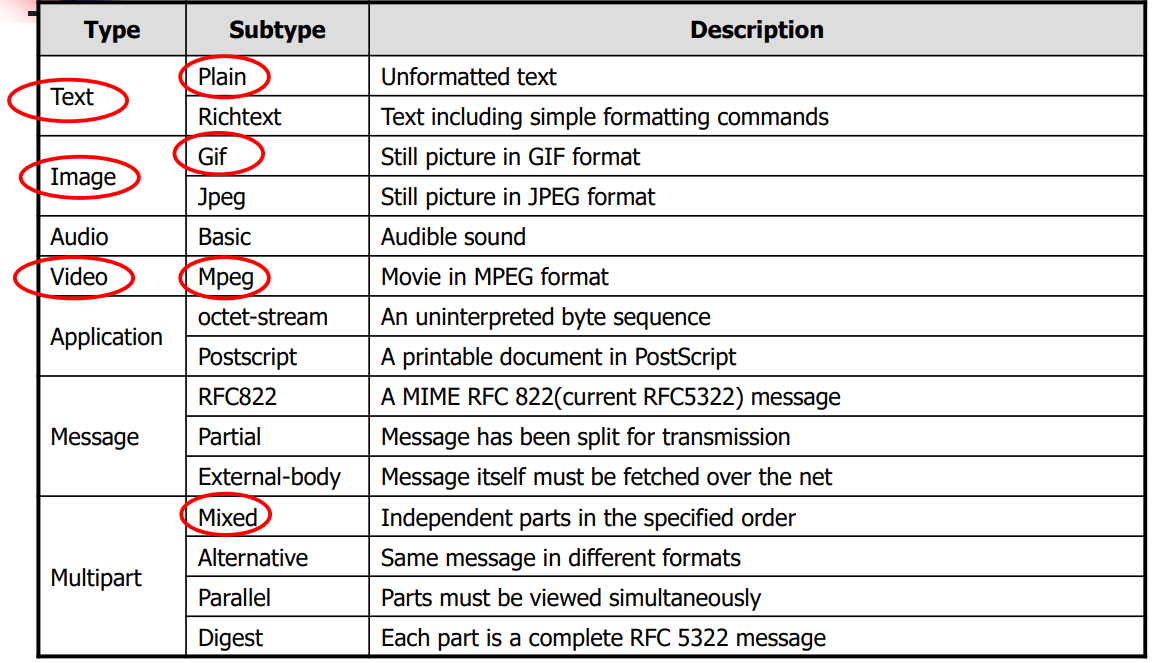 Type Subtype Description
Text Plain Unformatted text
Richtext Text including simple formatting commands
Image Gif Still picture in GIF format
Jpeg Still picture in JPEG format
Audio Basic Audible sound
Video Mpeg Movie in MPEG format
Application octet-stream An uninterpreted byte sequence
Postscript A printable document in PostScript
Message RFC822 A MIME RFC 822(current RFC5322) message
Partial Message has been split for transmission
External-body Message itself must be fetched over the net
Multipart Mixed Independent parts in the specified order
Alternative Same message in different formats
Parallel Parts must be viewed simultaneously
Digest Each part is a complete RFC 5322 message